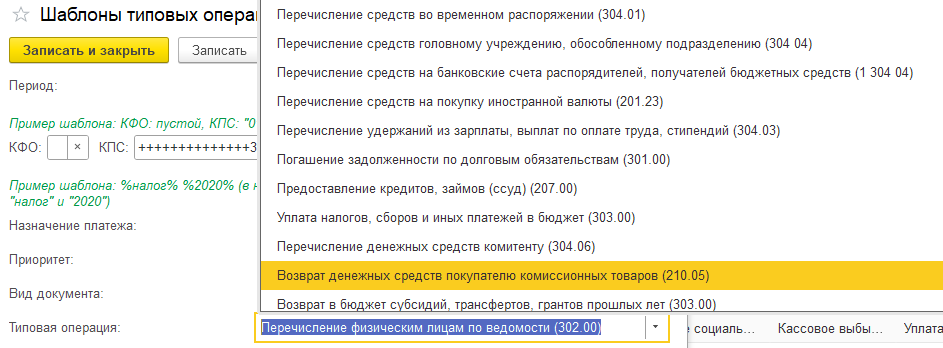 Шаблоны типовых опера
Записать и закрыть
Записать
Период:
Пример шаблона: КФО: пустой, КПС: "0
КФО:
КПС: ++++++++++++++3
Пример шаблона: %налог% %2020% (в н
"налог" и "2020")
Назначение платежа:
Приоритет:
Вид документа:
Типовая операция:
Перечисление средств во временном распоряжении (304.01)
Перечисление средств головному учреждению, обособленному подразделению (304 04)
Перечисление средств на банковские счета распорядителей, получателей бюджетных средств (1 304 04)
Перечисление средств на покупку иностранной валюты (201.23)
Перечисление удержаний из зарплаты, выплат по оплате труда, стипендий (304.03)
Погашение задолженности по долговым обязательствам (301.00)
Предоставление кредитов, займов (ссуд) (207.00)
Уплата налогов, сборов и иных платежей в бюджет (303.00)
Перечисление денежных средств комитенту (304.06)
Возврат денежных средств покупателю комиссионных товаров (210.05)
Возврат в бюджет субсидий, трансфертов, грантов прошлых лет (303.00)
Перечисление физическим лицам по ведомости (302.00)
е социаль...
Кассовое выбы...
Уплата